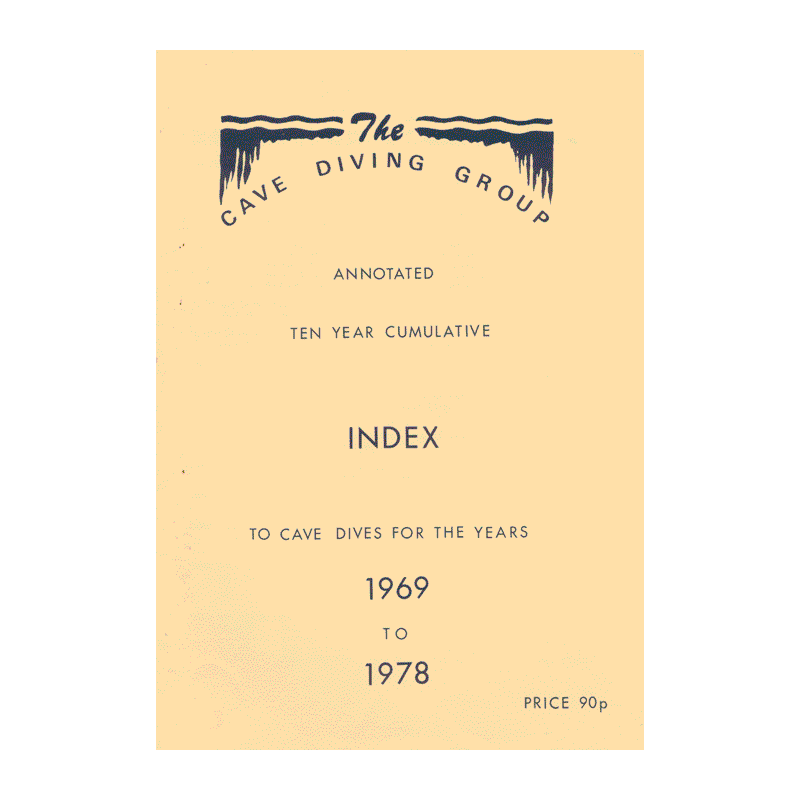 The
CAVE DIVING GROUP
ANNOTATED
TEN YEAR CUMULATIVE
INDEX
TO CAVE DIVES FOR THE YEARS
1969
TO
1978
PRICE 90p